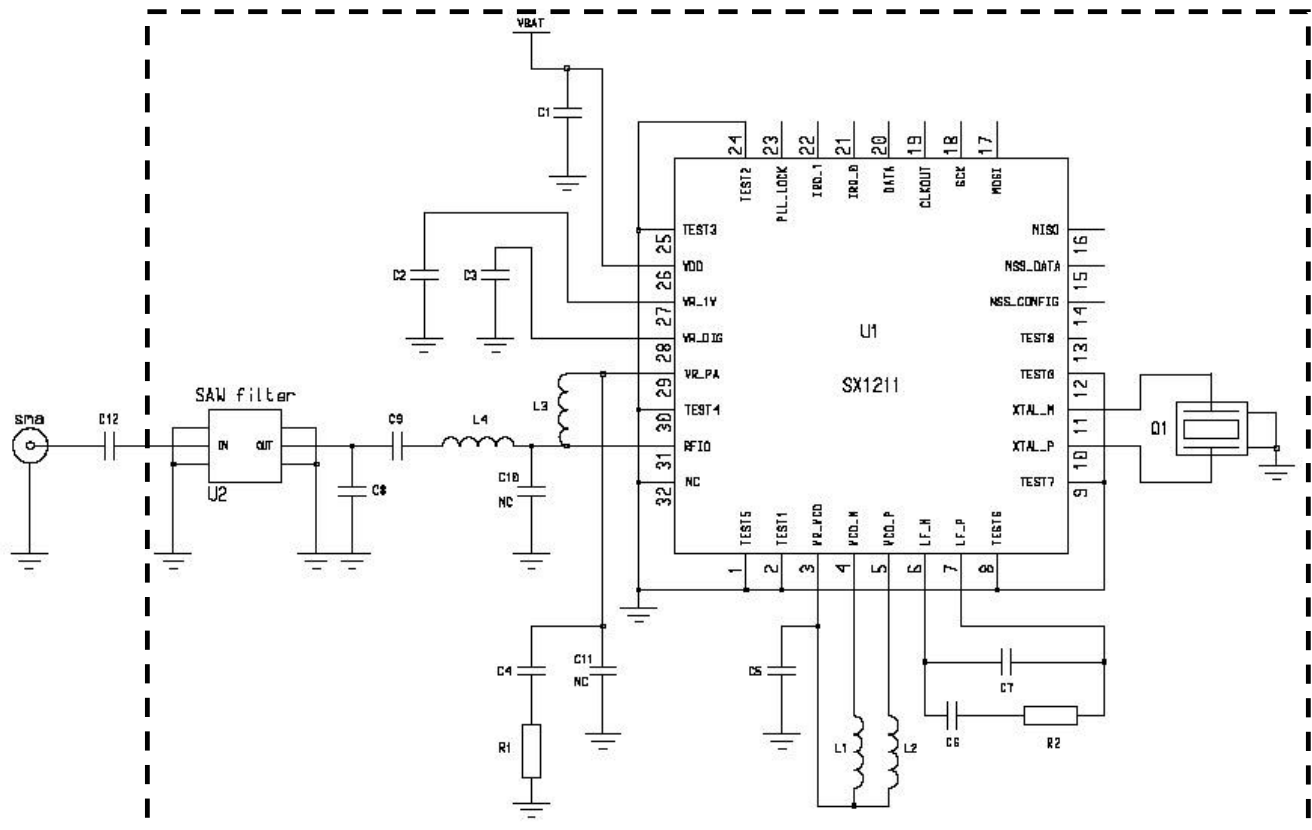 VBAT
C1
24
23
22
21
20
19
18
17
TEST2
PLL_LOCK
IRQ_1
IRQ_0
DATA
CLKOUT
SCK
MOSI
25
TEST3
MISO
16
26
VDD
NSS_DATA
15
C2
C3
27
VR_1V
NSS_CONFIG
14
28
VR_DIG
U1
TEST8
13
29
VR_PA
SX1211
TEST0
12
SAW filter
L3
30
TEST4
XTAL_M
11
sma
C12
IN
OUT
U2
C9
L4
31
RFIO
XTAL_P
10
Q1
C8
C10
NC
32
NC
TEST7
9
TEST5
TEST1
VR_VCO
VCO_M
VCO_P
LF_M
LF_P
TEST6
1
2
3
4
5
6
7
8
C4
C11
NC
C5
C7
R1
L1
L2
C6
R2